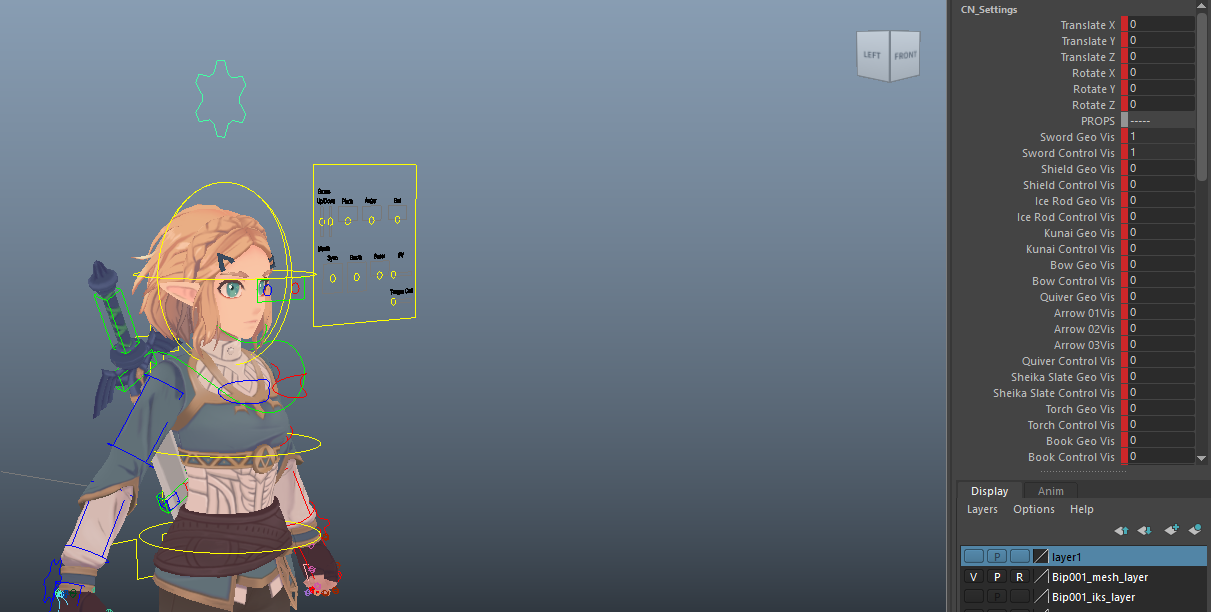 CN_Settings
Translate X 0
Translate Y 0
Translate Z 0
Rotate X 0
Rotate Y 0
Rotate Z 0
PROPS -----
Sword Geo Vis 1
Sword Control Vis 1
Shield Geo Vis 0
Shield Control Vis 0
Ice Rod Geo Vis 0
Ice Rod Control Vis 0
Kunai Geo Vis 0
Kunai Control Vis 0
Bow Geo Vis 0
Bow Control Vis 0
Quiver Geo Vis 0
Arrow 01Vis 0
Arrow 02Vis 0
Arrow 03Vis 0
Quiver Control Vis 0
Sheika Slate Geo Vis 0
Sheika Slate Control Vis 0
Torch Geo Vis 0
Torch Control Vis 0
Book Geo Vis 0
Book Control Vis 0
LEFT FRONT
Up/Down
Anger
Mouth
Display Anim
Layers Options Help
P layer1
V P R Bip001_mesh_layer
P Bip001_iks_layer